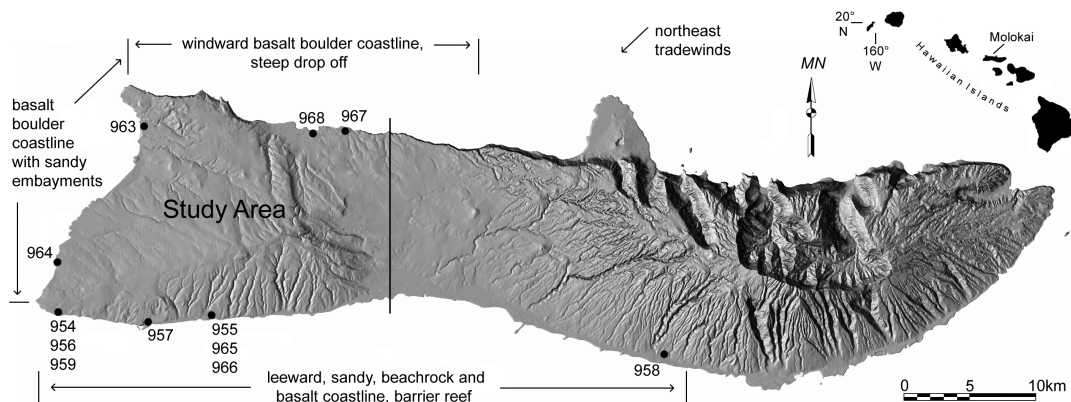 windward basalt boulder coastline,
steep drop off
northeast
tradewinds
20°
N
160°
W
Molokai
Hawaiian Islands
MN
basalt
boulder
coastline
with sandy
embayments
963
968
967
Study Area
964
954
956
959
957
955
965
966
958
leeward, sandy, beachrock and
basalt coastline, barrier reef
0 5 10km